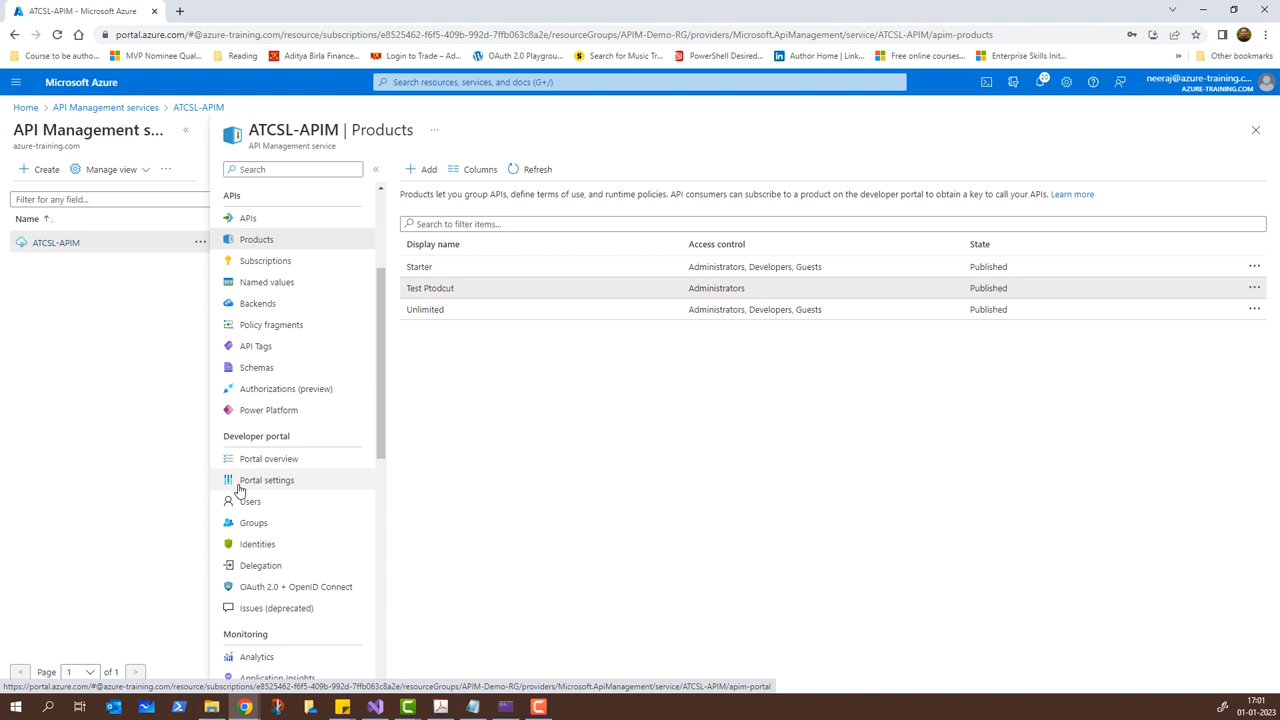 ATCSL-APIM - Microsoft Azure
portal.azure.com/resource/subscriptions/e8525468-f6f5-409b-992d-7ffb063c8a2e/resourceGroups/APIM-Demo-RG/providers/Microsoft.ApiManagement/service/ATCSL-APIM/apim-products
Course to be author... MVP Nominee Qual... Reading Aditya Birla Finance... Login to Trade – Ad... OAuth 2.0 Playgrou... Search for Music Tr... PowerShell Desired... Author Home | Link... Free online courses... Enterprise Skills Init... » Other bookmarks
Microsoft Azure
Search resources, services, and docs (G+/)
20
neeraj@azure-training.c...
AZURE-TRAINING.COM
Home > API Management services > ATCSL-APIM
API Management s... «
azure-training.com
+ Create Manage view ...
Filter for any field...
Name ↑
ATCSL-APIM ...
Page 1 of 1
ATCSL-APIM | Products ...
API Management service
Search «
APIs
APIs
Products
Subscriptions
Named values
Backends
Policy fragments
API Tags
Schemas
Authorizations (preview)
Power Platform
Developer portal
Portal overview
Portal settings
Users
Groups
Identities
Delegation
OAuth 2.0 + OpenID Connect
Issues (deprecated)
Monitoring
Analytics
Application Insights
+ Add Columns Refresh
Products let you group APIs, define terms of use, and runtime policies. API consumers can subscribe to a product on the developer portal to obtain a key to call your APIs. Learn more
Search to filter items...
Display name Access control State
Starter Administrators, Developers, Guests Published ...
Test Ptodcut Administrators Published ...
Unlimited Administrators, Developers, Guests Published ...
https://portal.azure.com/#@azure-training.com/resource/subscriptions/e8525468-f6f5-409b-992d-7ffb063c8a2e/resourceGroups/APIM-Demo-RG/providers/Microsoft.ApiManagement/service/ATCSL-APIM/apim-portal
17:01
01-01-2023